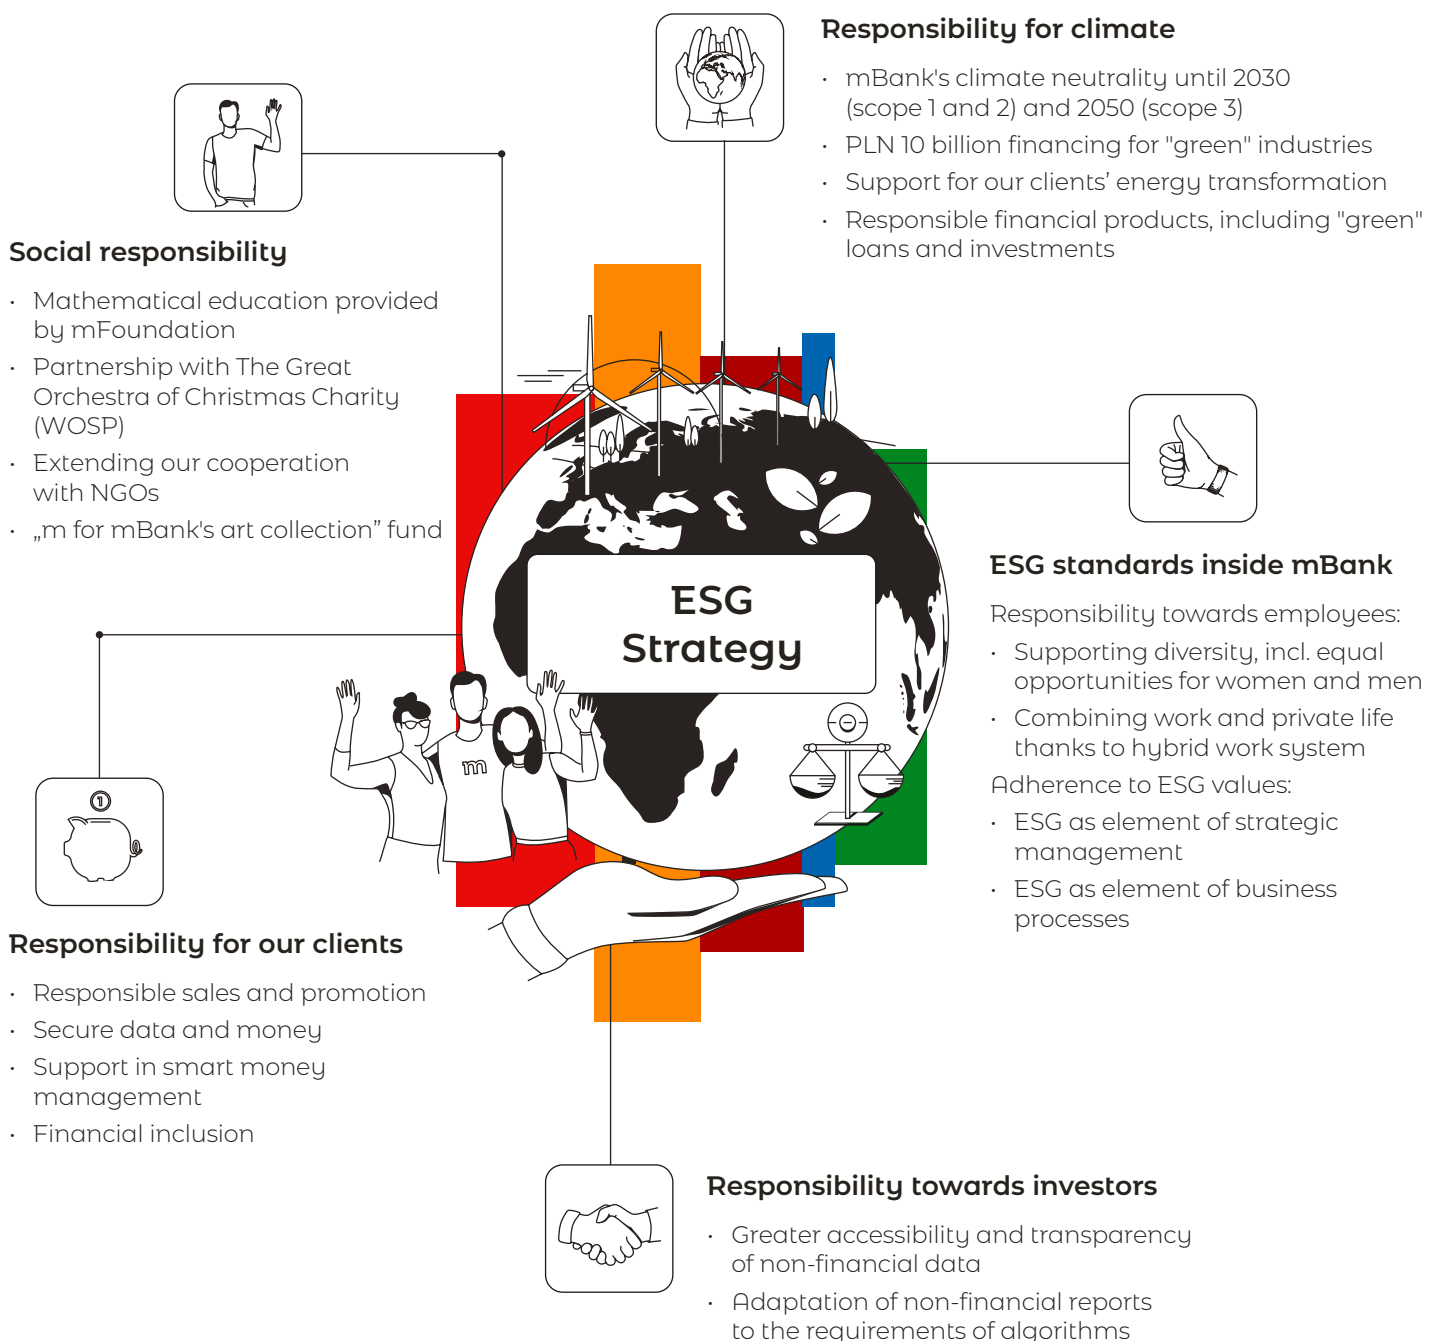 Responsibility for climate
· mBank's climate neutrality until 2030
(scope 1 and 2) and 2050 (scope 3)
· PLN 10 billion financing for "green" industries
· Support for our clients’ energy transformation
· Responsible financial products, including "green"
loans and investments
Social responsibility
· Mathematical education provided
by mFoundation
· Partnership with The Great
Orchestra of Christmas Charity
(WOSP)
· Extending our cooperation
with NGOs
· „m for mBank's art collection” fund
ESG
Strategy
m
ESG standards inside mBank
Responsibility towards employees:
· Supporting diversity, incl. equal
opportunities for women and men
· Combining work and private life
thanks to hybrid work system
Adherence to ESG values:
· ESG as element of strategic
management
· ESG as element of business
processes
1
Responsibility for our clients
· Responsible sales and promotion
· Secure data and money
· Support in smart money
management
· Financial inclusion
Responsibility towards investors
· Greater accessibility and transparency
of non-financial data
· Adaptation of non-financial reports
to the requirements of algorithms